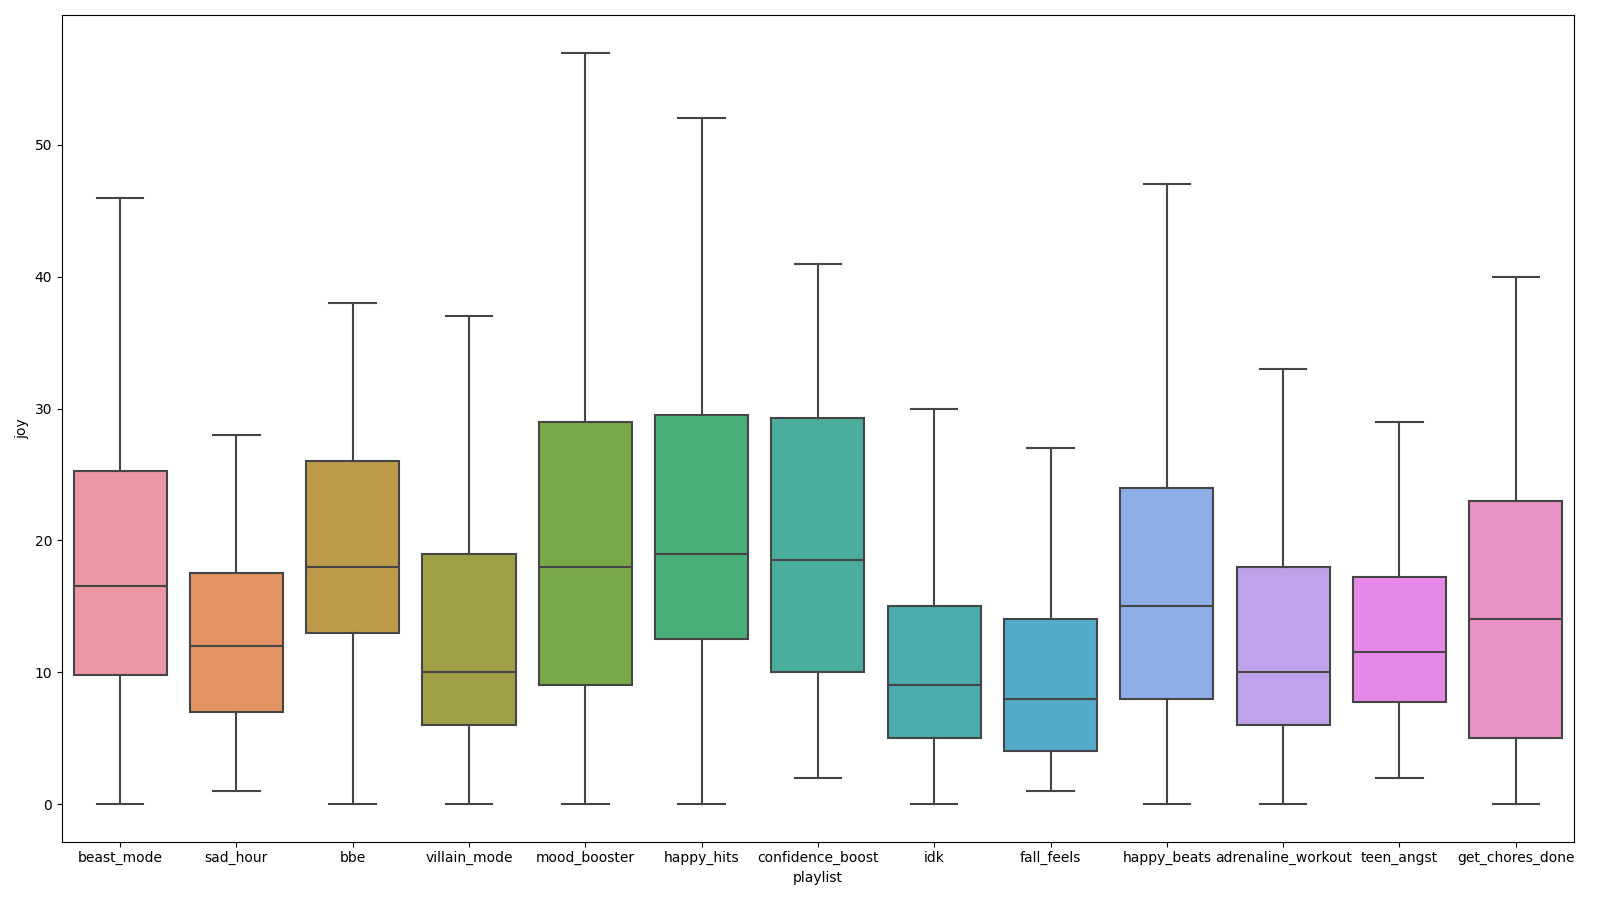 joy
50
40
30
20
10
0
beast_mode sad_hour bbe villain_mode mood_booster happy_hits confidence_boost idk fall_feels happy_beats adrenaline_workout teen_angst get_chores_done
playlist